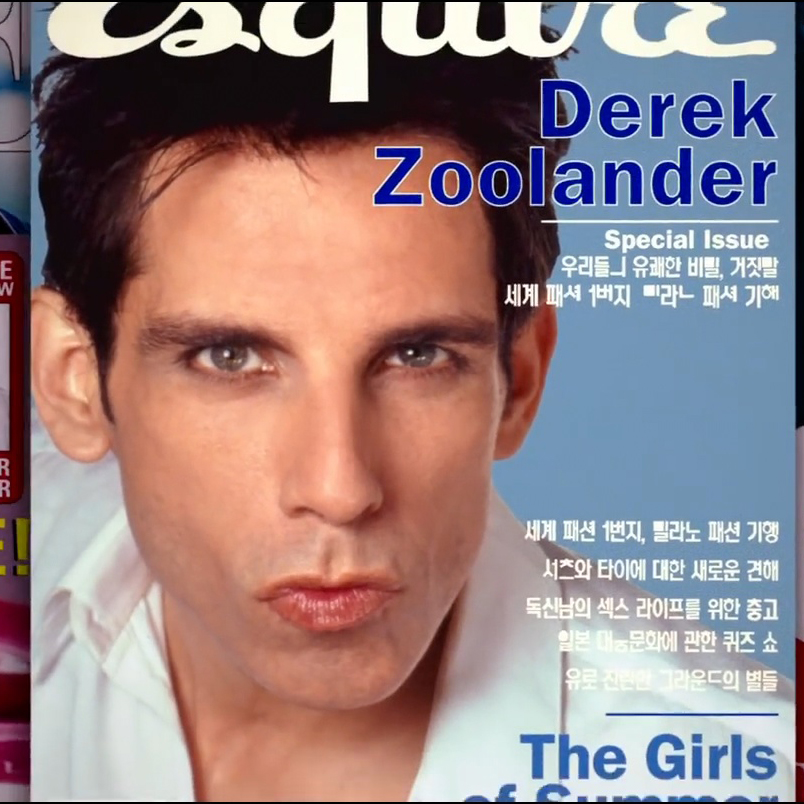 Esquire
Derek
Zoolander
Special Issue
우리들의 유쾌한 비밀, 거짓말
세계 패션 1번지 밀라노 패션 기행
세계 패션 1번지, 밀라노 패션 기행
셔츠와 타이에 대한 새로운 견해
독신남의 섹스 라이프를 위한 충고
일본 대중문화에 관한 퀴즈 쇼
유로 그라운드의 별들
The Girls
of Summer
E
W
R
R
E!